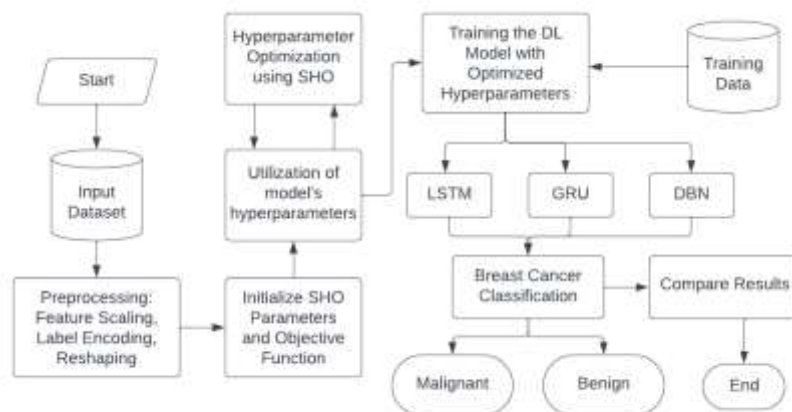 Start
Input
Dataset
Preprocessing:
Feature Scaling,
Label Encoding,
Reshaping
Initialize SHO
Parameters
and Objective
Function
Utilization of
model's
hyperparameters
Hyperparameter
Optimization
using SHO
Training the DL
Model with
Optimized
Hyperparameters
Training
Data
LSTM
GRU
DBN
Breast Cancer
Classification
Compare Results
Malignant
Benign
End